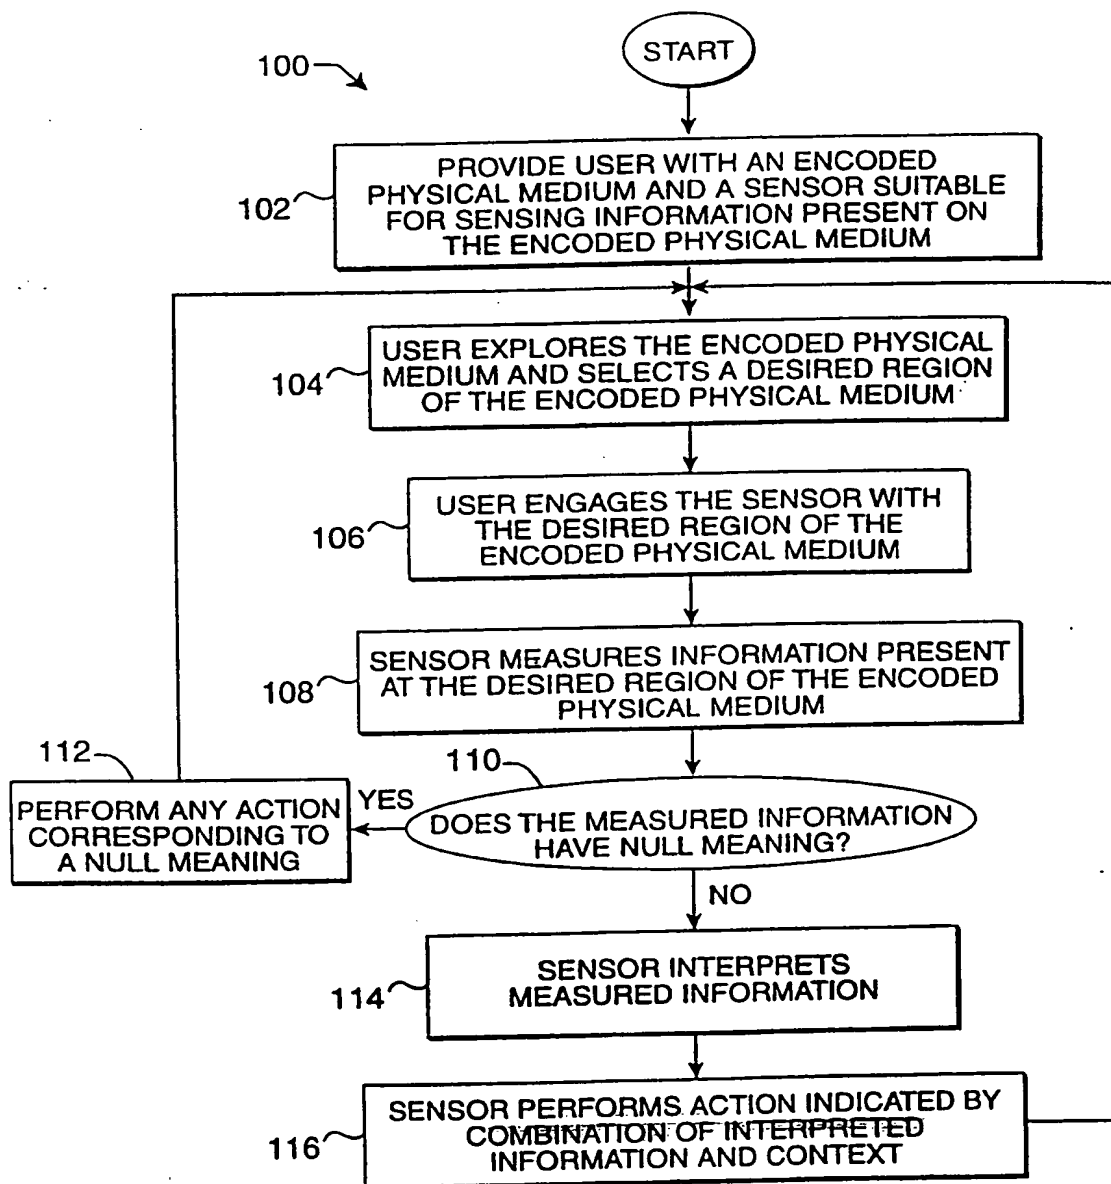 START
100
PROVIDE USER WITH AN ENCODED
PHYSICAL MEDIUM AND A SENSOR SUITABLE
FOR SENSING INFORMATION PRESENT ON
THE ENCODED PHYSICAL MEDIUM
102
USER EXPLORES THE ENCODED PHYSICAL
MEDIUM AND SELECTS A DESIRED REGION
OF THE ENCODED PHYSICAL MEDIUM
104
USER ENGAGES THE SENSOR WITH
THE DESIRED REGION OF THE
ENCODED PHYSICAL MEDIUM
106
SENSOR MEASURES INFORMATION PRESENT
AT THE DESIRED REGION OF THE ENCODED
PHYSICAL MEDIUM
108
110
DOES THE MEASURED INFORMATION
HAVE NULL MEANING?
YES
112
PERFORM ANY ACTION
CORRESPONDING TO
A NULL MEANING
NO
SENSOR INTERPRETS
MEASURED INFORMATION
114
SENSOR PERFORMS ACTION INDICATED BY
COMBINATION OF INTERPRETED
INFORMATION AND CONTEXT
116